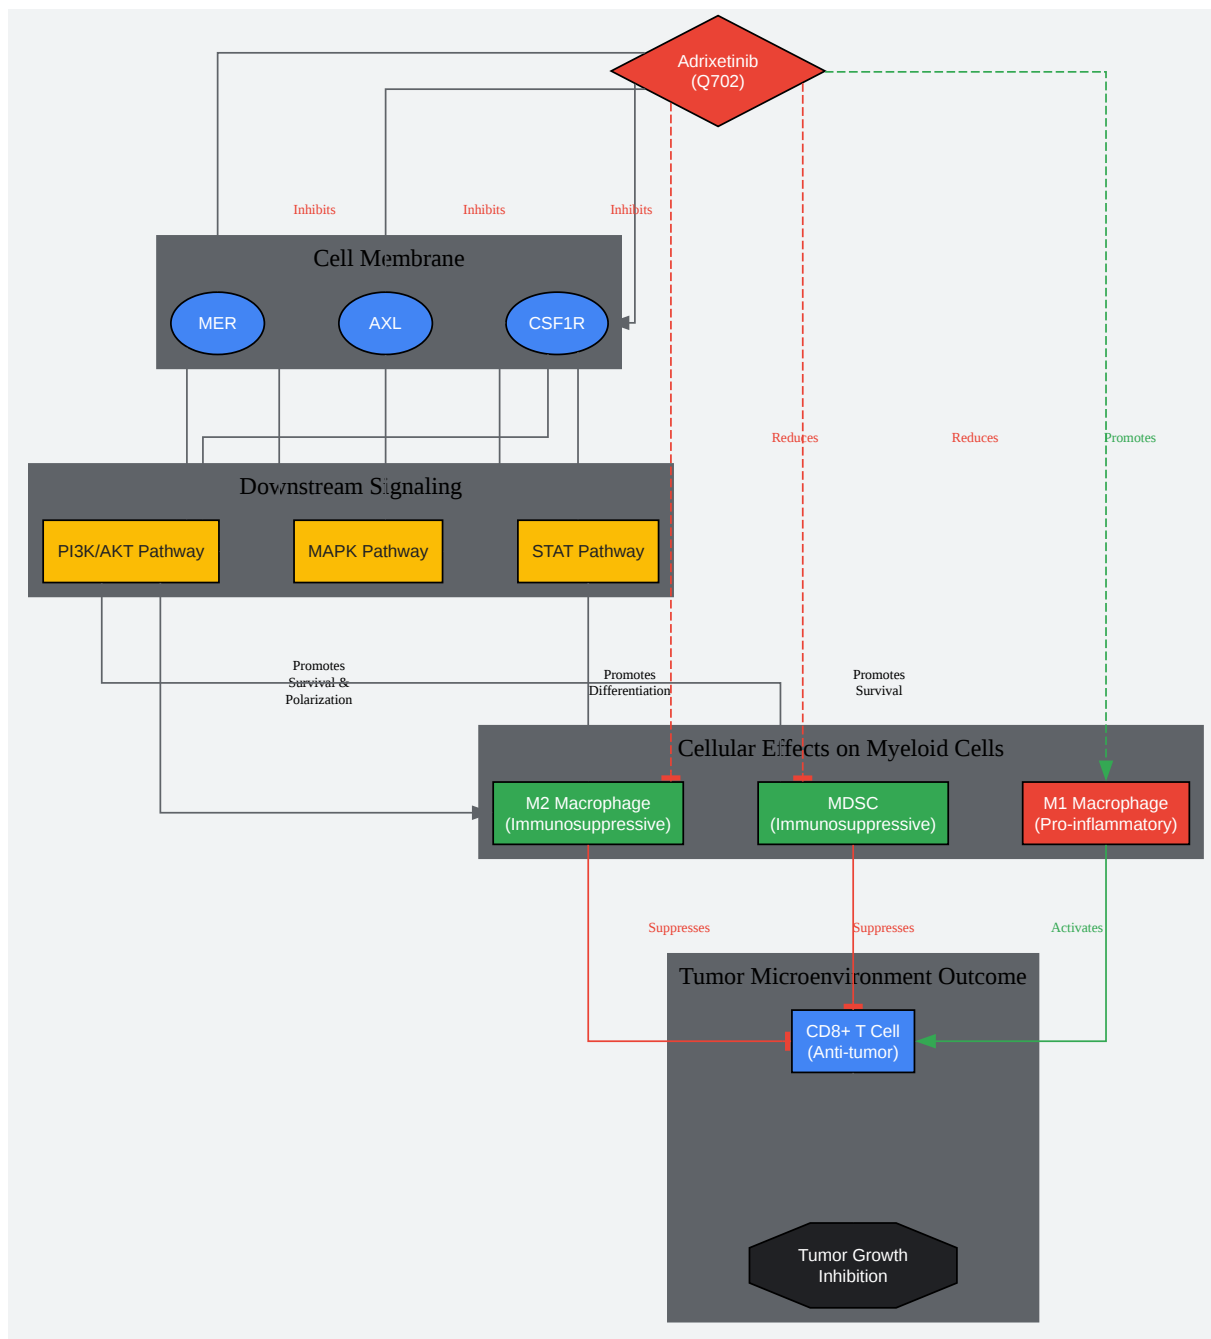 Adrixetinib
(Q702)
Inhibits
Inhibits
Inhibits
Cell Membrane
MER
AXL
CSF1R
Reduces
Reduces
Promotes
Downstream Signaling
PI3K/AKT Pathway
MAPK Pathway
STAT Pathway
Promotes
Survival &
Polarization
Promotes
Differentiation
Promotes
Survival
Cellular Effects on Myeloid Cells
M2 Macrophage
(Immunosuppressive)
MDSC
(Immunosuppressive)
M1 Macrophage
(Pro-inflammatory)
Suppresses
Suppresses
Activates
Tumor Microenvironment Outcome
CD8+ T Cell
(Anti-tumor)
Tumor Growth
Inhibition